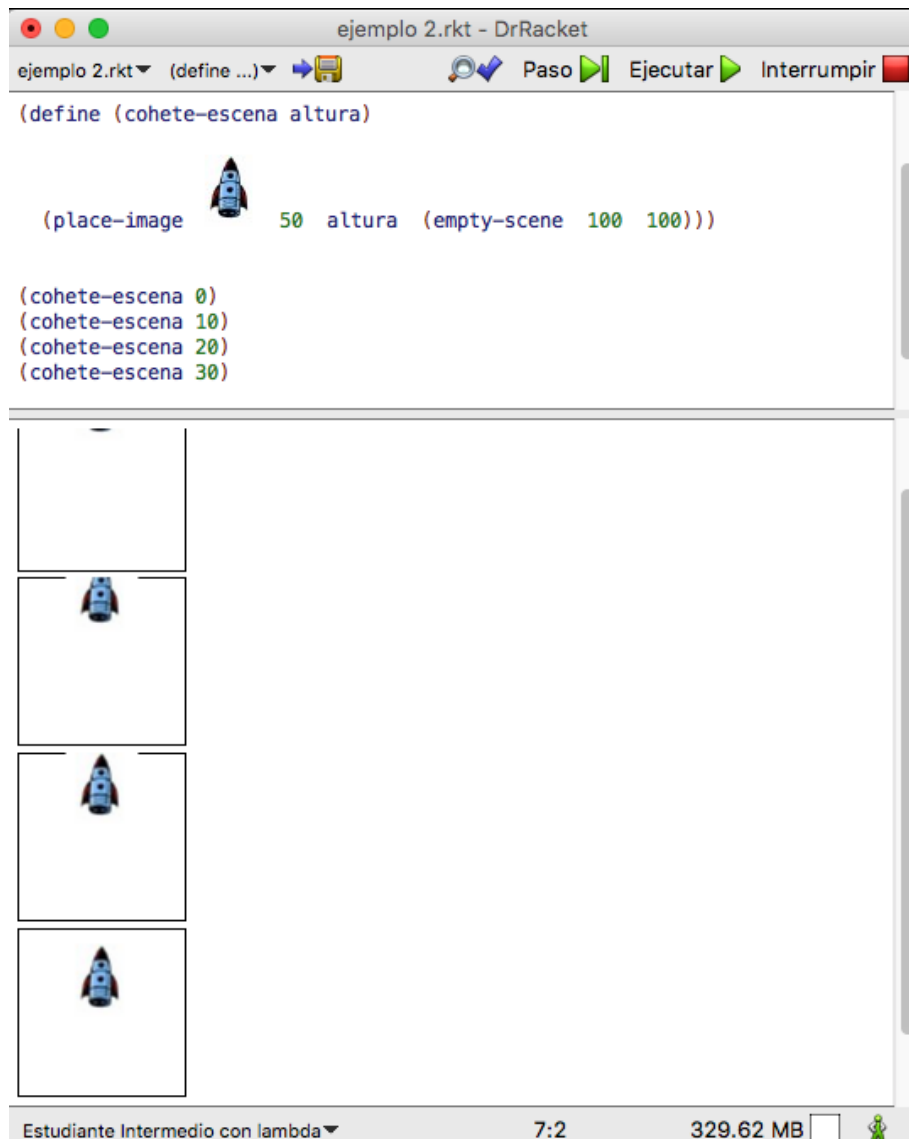 ejemplo 2.rkt - DrRacket
ejemplo 2.rkt (define ...) Paso Ejecutar Interrumpir
(define (cohete-escena altura)
(place-image 50 altura (empty-scene 100 100)))
(cohete-escena 0)
(cohete-escena 10)
(cohete-escena 20)
(cohete-escena 30)
Estudiante Intermedio con lambda 7:2 329.62 MB